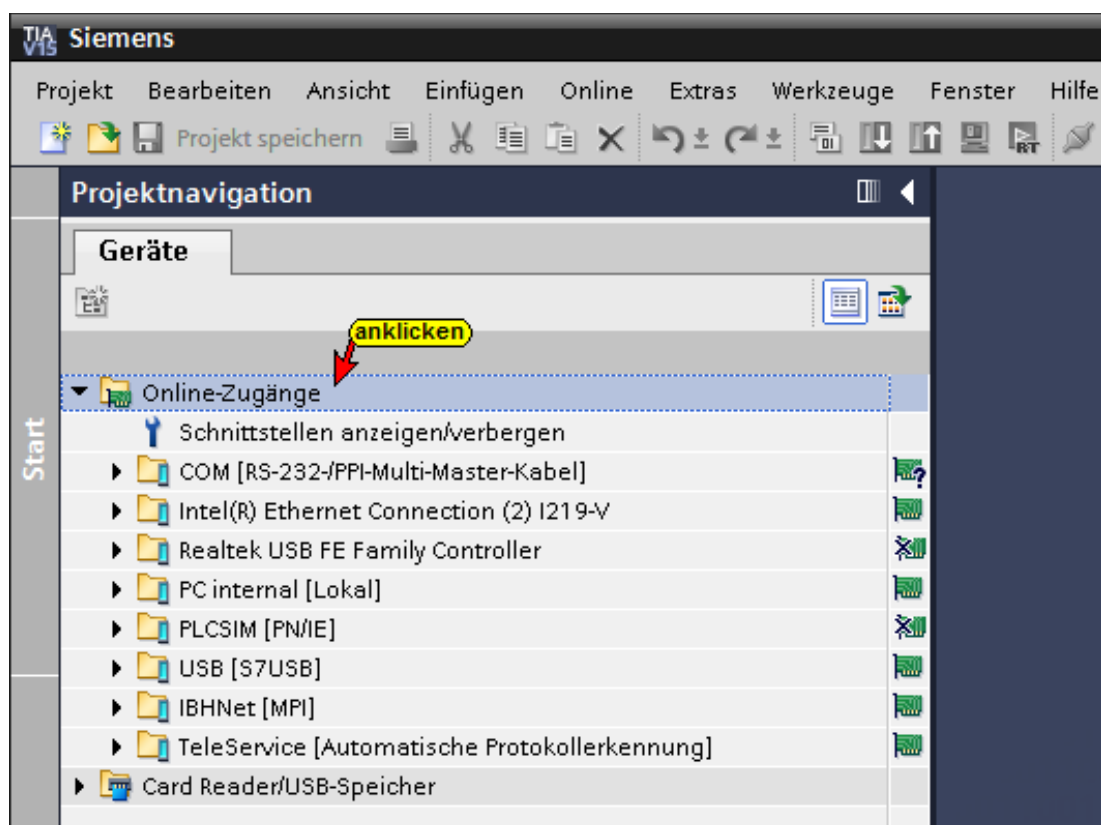 TIA V15 Siemens
Projekt Bearbeiten Ansicht Einfügen Online Extras Werkzeuge Fenster Hilfe
Projekt speichern
Projektnavigation
Geräte
anklicken
Online-Zugänge
Schnittstellen anzeigen/verbergen
COM [RS-232-/PPI-Multi-Master-Kabel]
Intel(R) Ethernet Connection (2) I219-V
Realtek USB FE Family Controller
PC internal [Lokal]
PLCSIM [PN/IE]
USB [S7USB]
IBHNet [MPI]
TeleService [Automatische Protokollerkennung]
Card Reader/USB-Speicher
Start